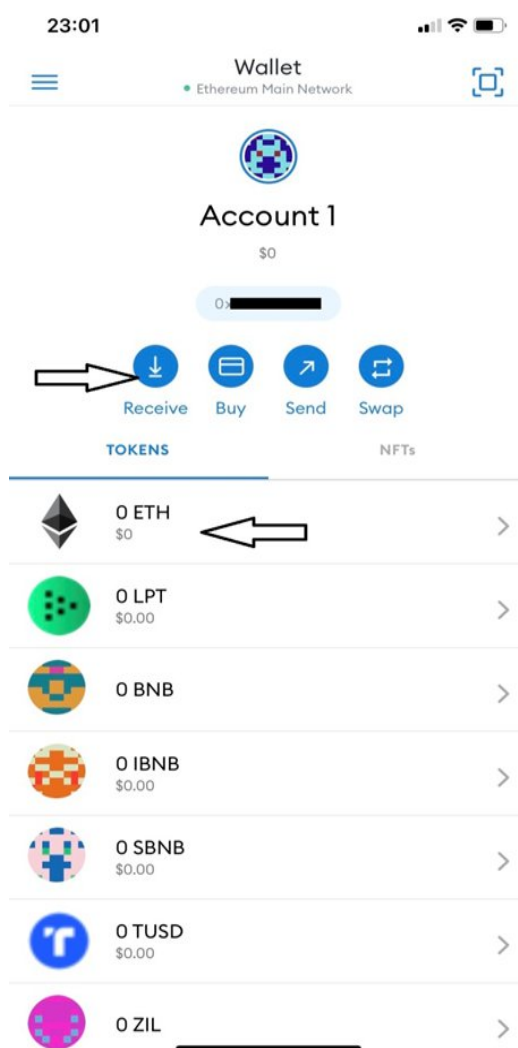 23:01
Wallet
Ethereum Main Network
Account 1
$0
0x
Receive Buy Send Swap
TOKENS NFTs
0 ETH
$0
0 LPT
$0.00
0 BNB
0 IBNB
$0.00
0 SBNB
$0.00
0 TUSD
$0.00
0 ZIL